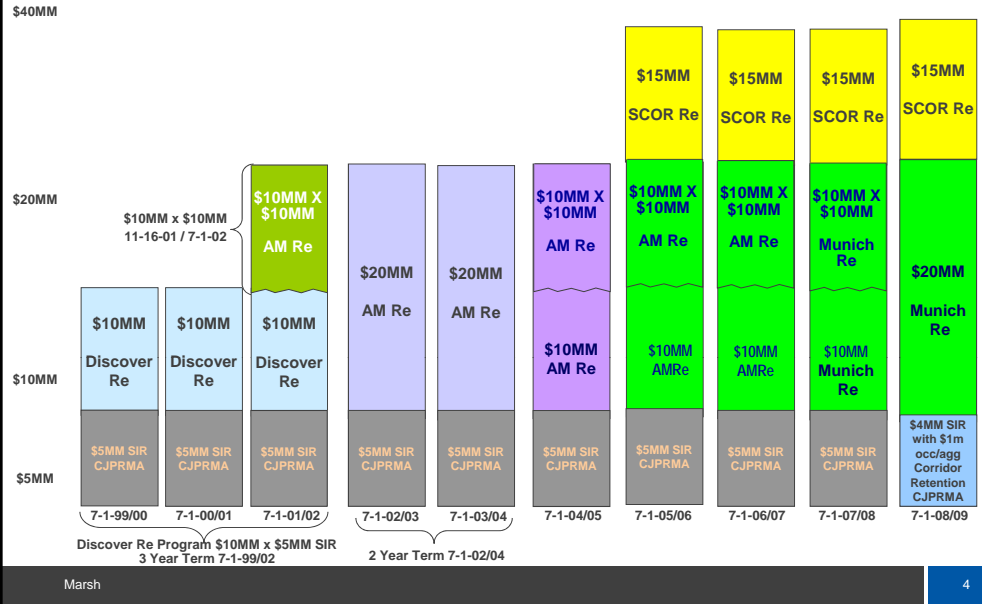 $40MM
$20MM
$10MM
$5MM
$10MM x $10MM
11-16-01 / 7-1-02
$10MM
Discover
Re
$5MM SIR
CJPRMA
7-1-99/00
$10MM
Discover
Re
$5MM SIR
CJPRMA
7-1-00/01
$10MM X
$10MM
AM Re
$10MM
Discover
Re
$5MM SIR
CJPRMA
7-1-01/02
Discover Re Program $10MM x $5MM SIR
3 Year Term 7-1-99/02
$20MM
AM Re
$5MM SIR
CJPRMA
7-1-02/03
$20MM
AM Re
$5MM SIR
CJPRMA
7-1-03/04
2 Year Term 7-1-02/04
$10MM X
$10MM
AM Re
$10MM
AM Re
$5MM SIR
CJPRMA
7-1-04/05
$15MM
SCOR Re
$10MM X
$10MM
AM Re
$10MM
AMRe
$5MM SIR
CJPRMA
7-1-05/06
$15MM
SCOR Re
$10MM X
$10MM
AM Re
$10MM
AMRe
$5MM SIR
CJPRMA
7-1-06/07
$15MM
SCOR Re
$10MM X
$10MM
Munich
Re
$10MM
Munich
Re
$5MM SIR
CJPRMA
7-1-07/08
$15MM
SCOR Re
$20MM
Munich
Re
$4MM SIR
with $1m
occ/agg
Corridor
Retention
CJPRMA
7-1-08/09
Marsh
4